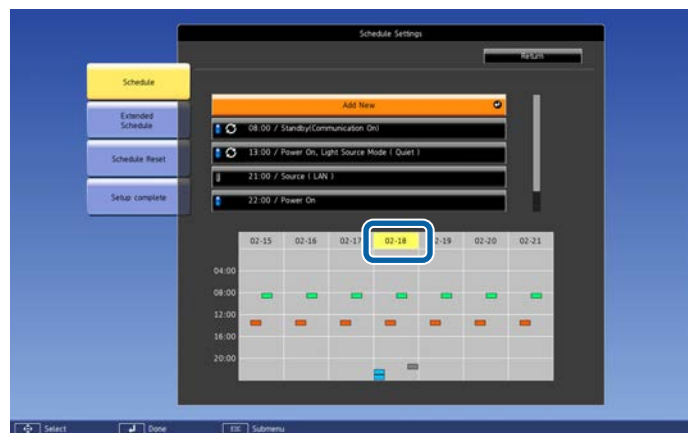 Schedule Settings
Return
Schedule
Extended
Schedule
Schedule Reset
Setup complete
Add New
08:00 / Standby(Communication On)
13:00 / Power On, Light Source Mode ( Quiet )
21:00 / Source ( LAN )
22:00 / Power On
02-15 02-16 02-17 02-18 02-19 02-20 02-21
04:00
08:00
12:00
16:00
20:00
Select Done ESC Submenu